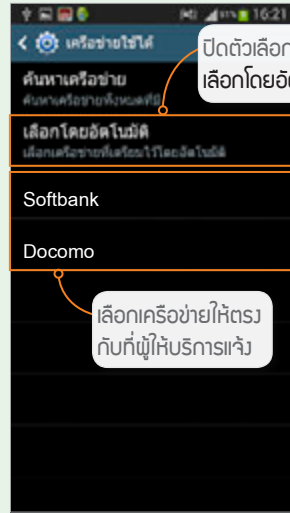 16:21
เครือข่ายใช้ได้
ปิดตัวเลือก
เลือกโดยอั
ค้นหาเครือข่าย
ค้นหาเครือข่ายทั้งหมดที่มี
เลือกโดยอัตโนมัติ
เลือกเครือข่ายที่เตรียมไว้โดยอัตโนมัติ
Softbank
Docomo
เลือกเครือข่ายให้ตรง
กับที่ผู้ให้บริการแจ้ง